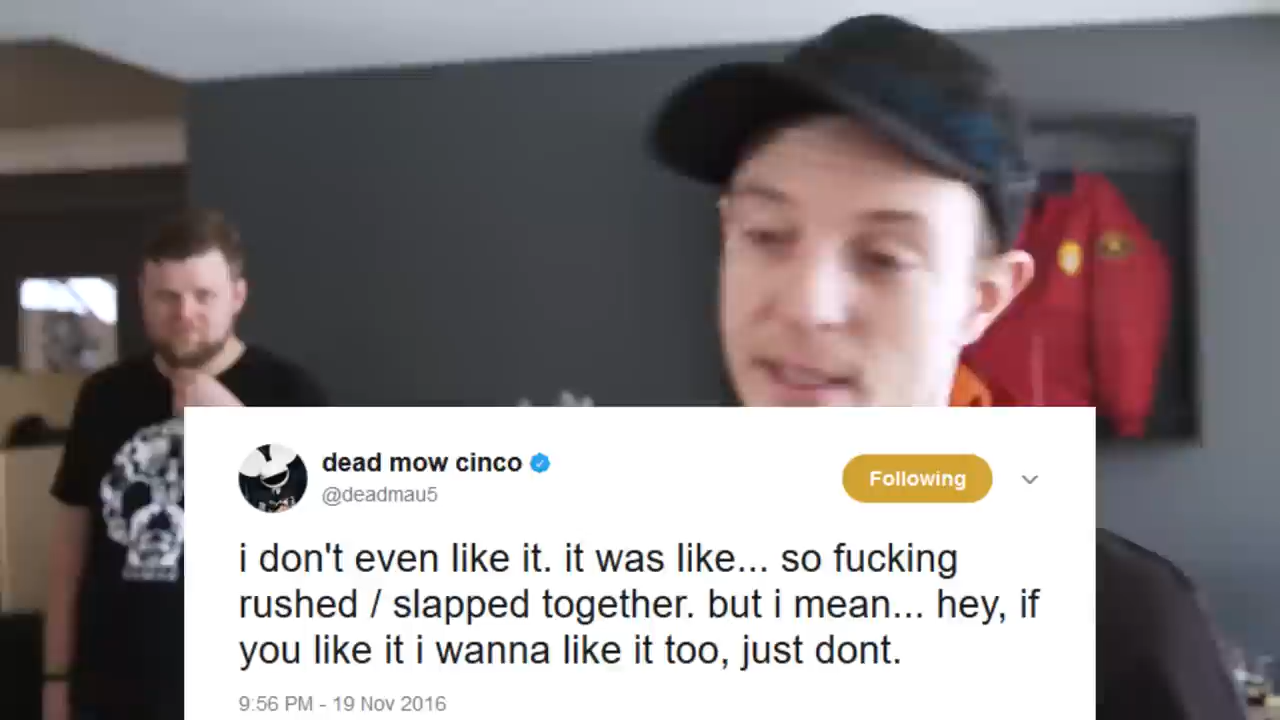 dead mow cinco
@deadmau5
Following
i don't even like it. it was like... so fucking
rushed / slapped together. but i mean... hey, if
you like it i wanna like it too, just dont.
9:56 PM - 19 Nov 2016